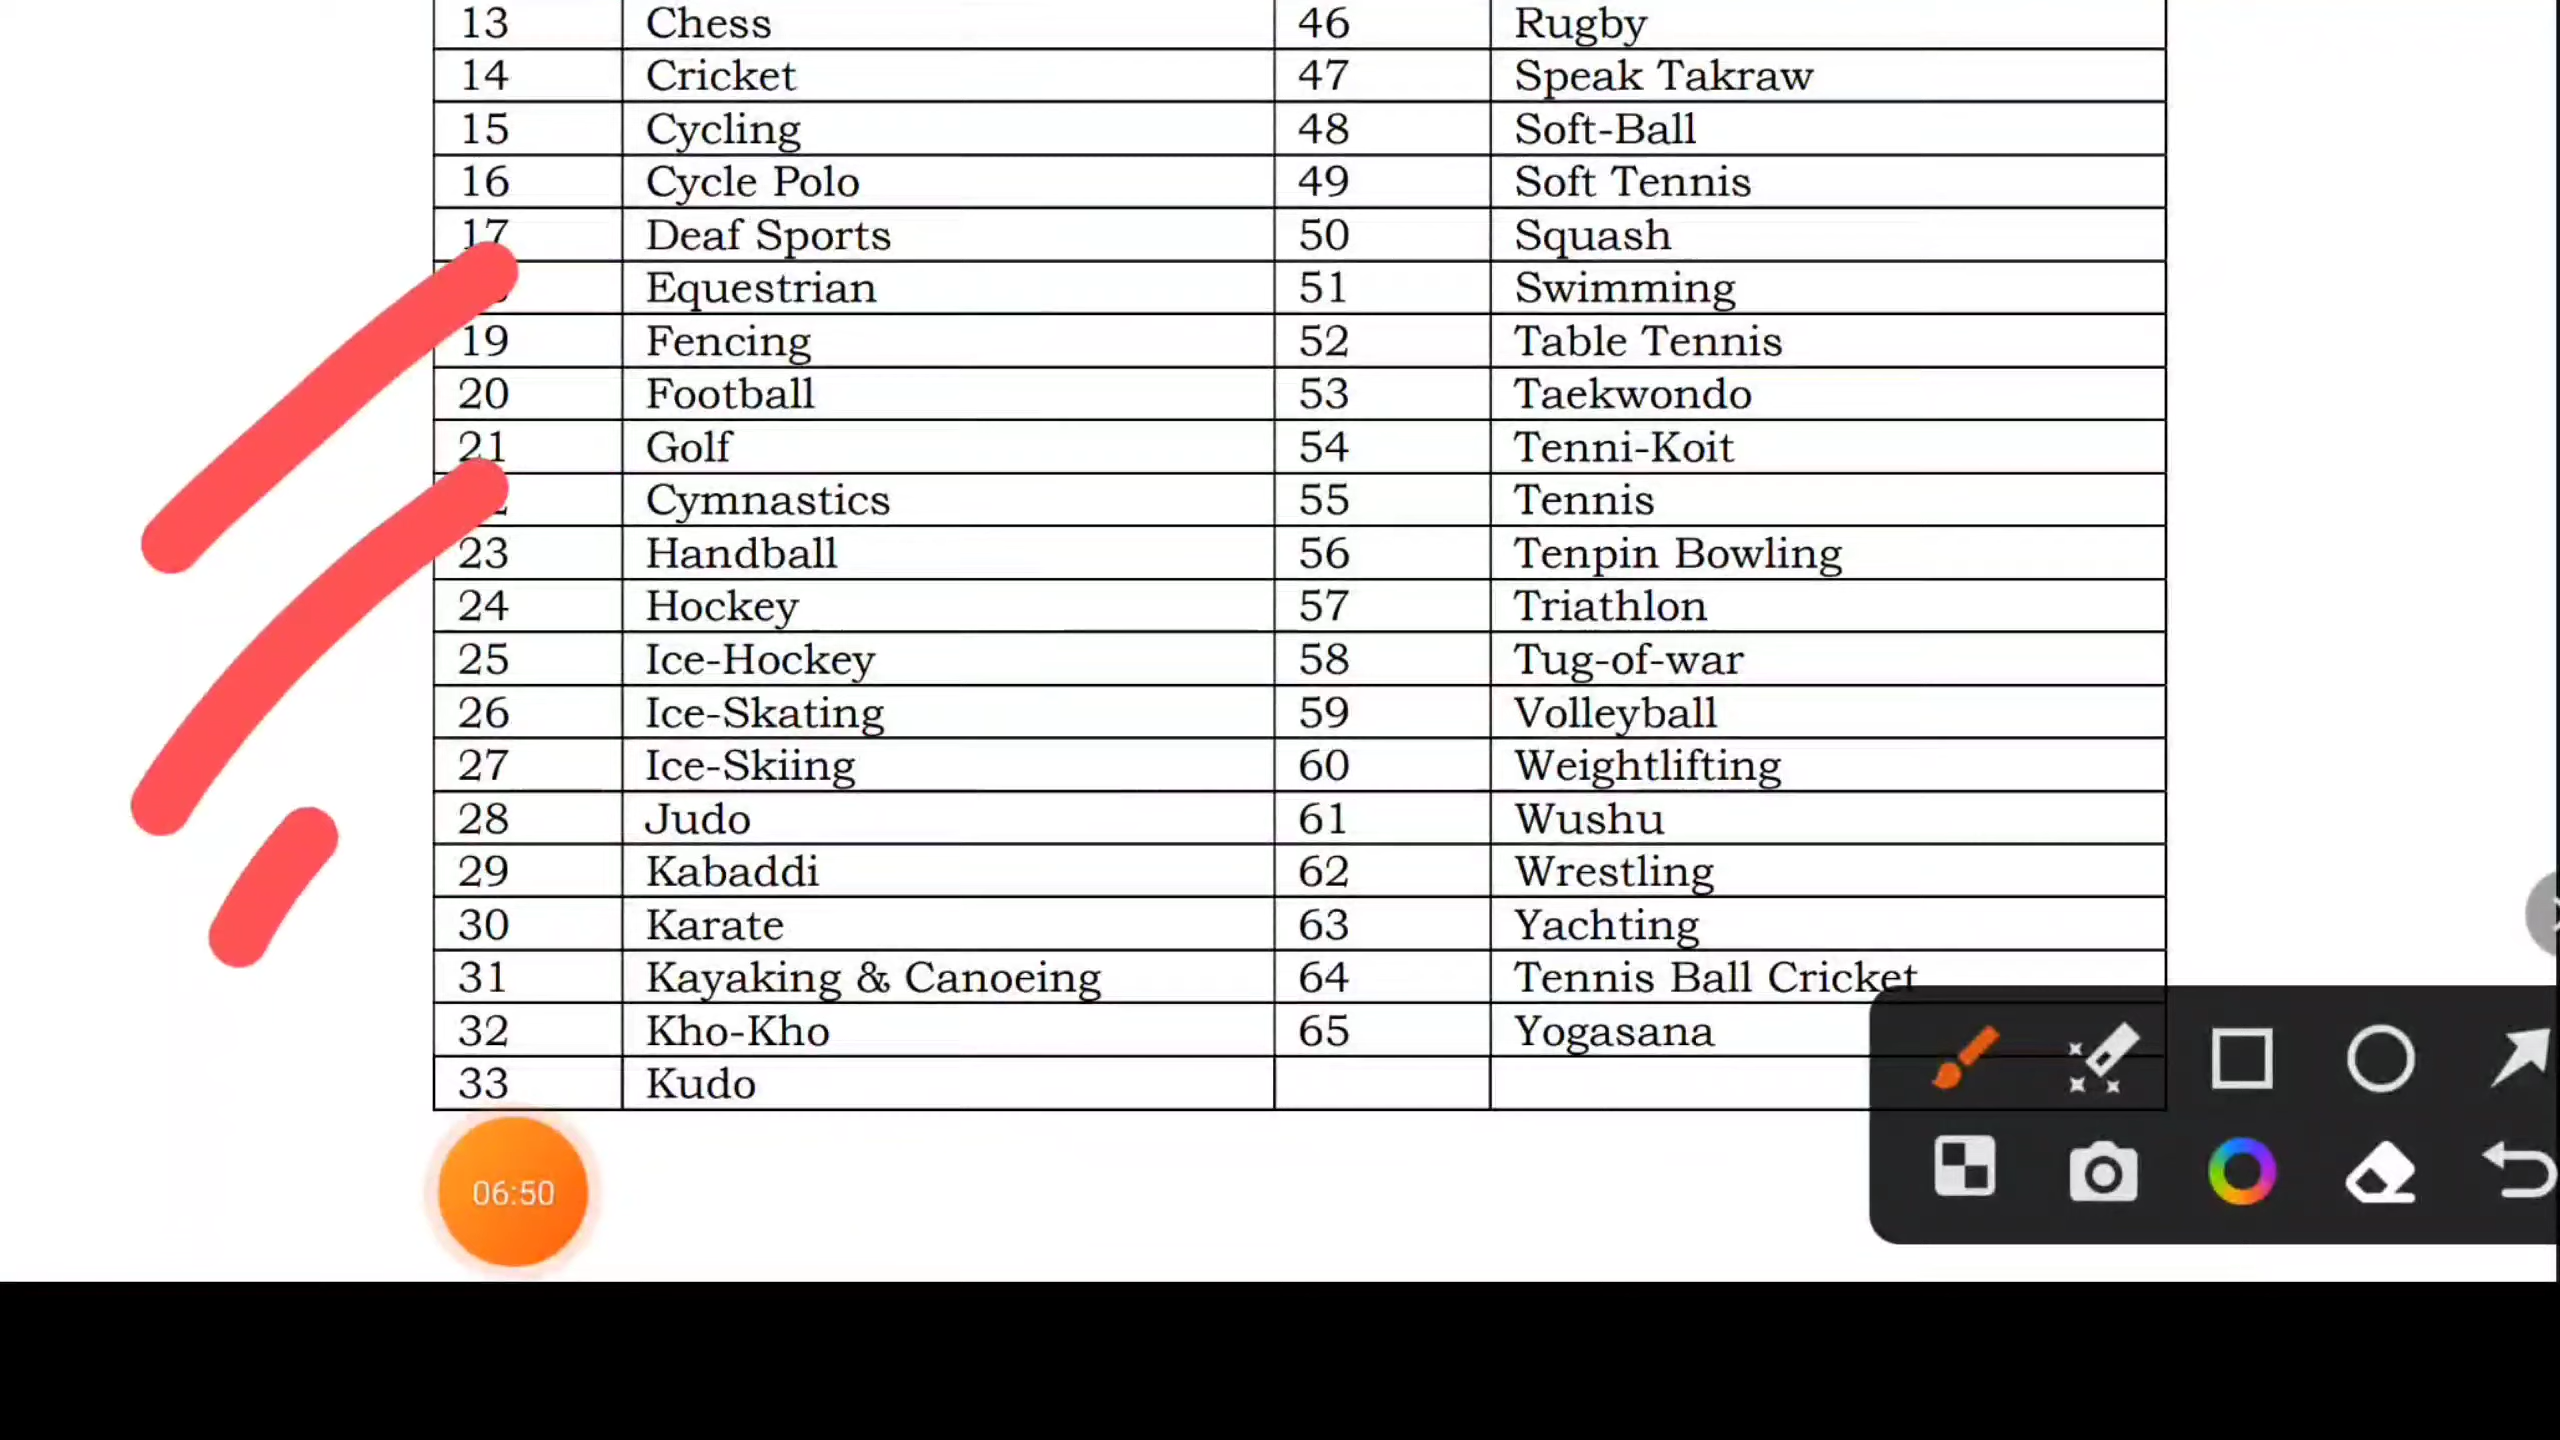 13 Chess 46 Rugby
14 Cricket 47 Speak Takraw
15 Cycling 48 Soft-Ball
16 Cycle Polo 49 Soft Tennis
17 Deaf Sports 50 Squash
Equestrian 51 Swimming
19 Fencing 52 Table Tennis
20 Football 53 Taekwondo
21 Golf 54 Tenni-Koit
Cymnastics 55 Tennis
23 Handball 56 Tenpin Bowling
24 Hockey 57 Triathlon
25 Ice-Hockey 58 Tug-of-war
26 Ice-Skating 59 Volleyball
27 Ice-Skiing 60 Weightlifting
28 Judo 61 Wushu
29 Kabaddi 62 Wrestling
30 Karate 63 Yachting
31 Kayaking & Canoeing 64 Tennis Ball Cricket
32 Kho-Kho 65 Yogasana
33 Kudo
06:50